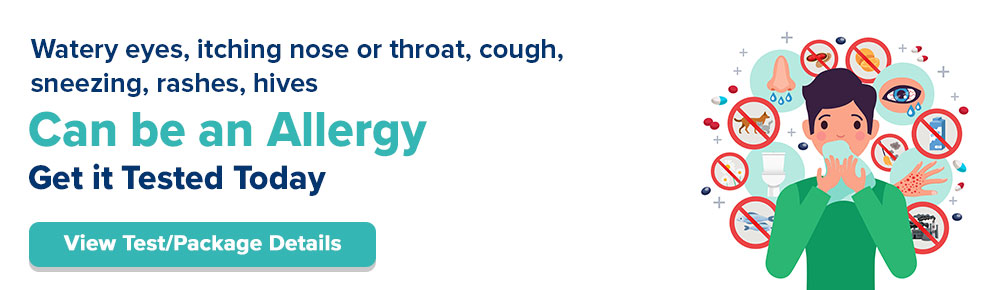 Watery eyes, itching nose or throat, cough,
sneezing, rashes, hives
Can be an Allergy
Get it Tested Today
View Test/Package Details